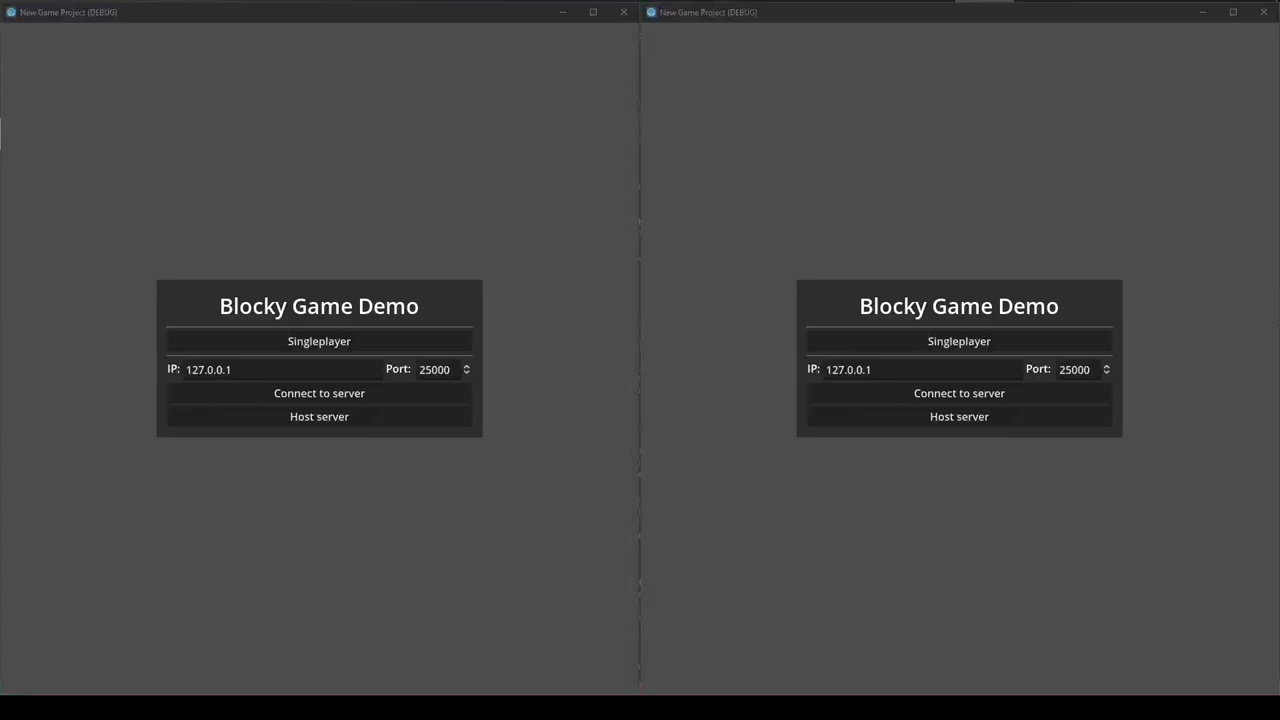 New Game Project (DEBUG)
Blocky Game Demo
Singleplayer
IP: 127.0.0.1 Port: 25000
Connect to server
Host server
New Game Project (DEBUG)
Blocky Game Demo
Singleplayer
IP: 127.0.0.1 Port: 25000
Connect to server
Host server